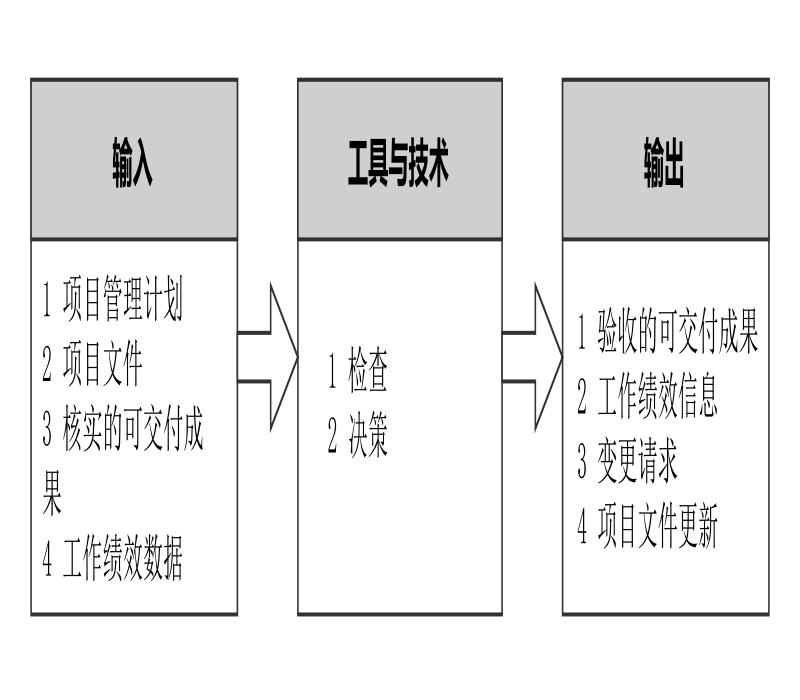 输入
1 项目管理计划
2 项目文件
3 核实的可交付成
果
4 工作绩效数据
工具与技术
1 检查
2 决策
输出
1 验收的可交付成果
2 工作绩效信息
3 变更请求
4 项目文件更新